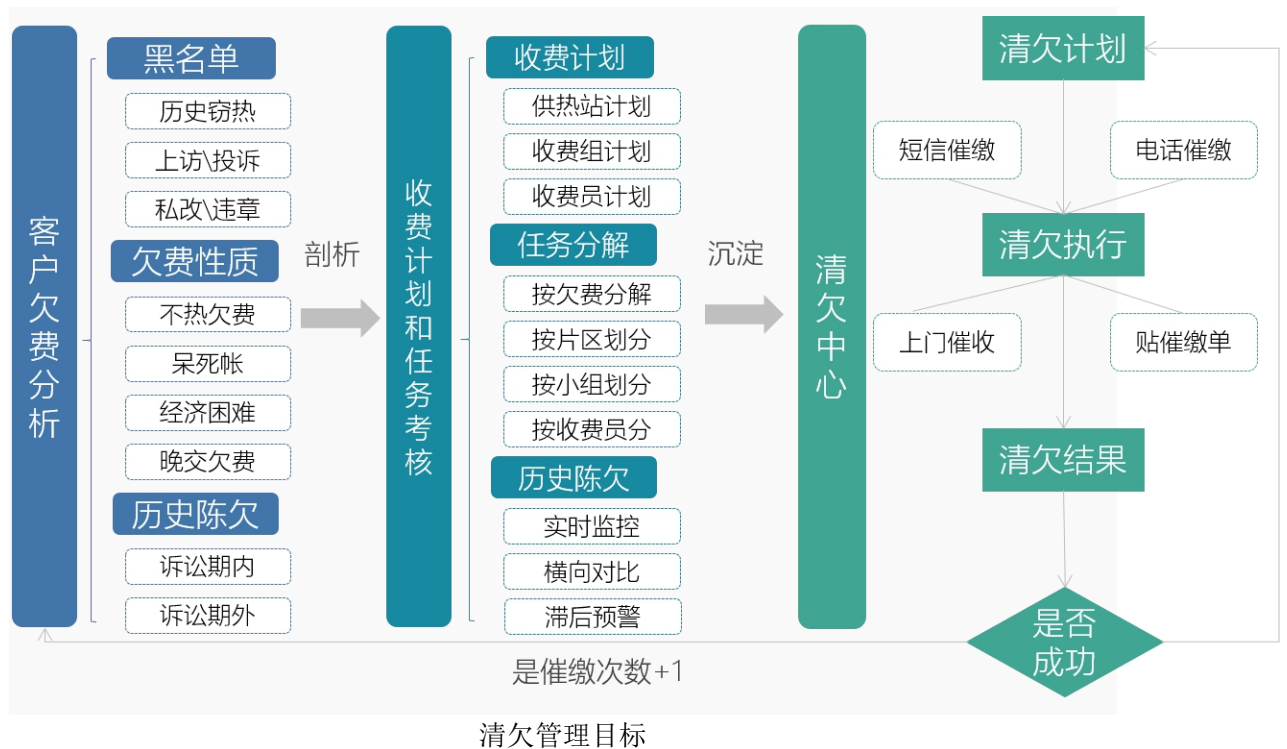 客户欠费分析
黑名单
历史窃热
上访\投诉
私改\违章
欠费性质
不热欠费
呆死帐
经济困难
晚交欠费
历史陈欠
诉讼期内
诉讼期外
剖析
收费计划和任务考核
收费计划
供热站计划
收费组计划
收费员计划
任务分解
按欠费分解
按片区划分
按小组划分
按收费员分
历史陈欠
实时监控
横向对比
滞后预警
沉淀
清欠中心
清欠计划
短信催缴
电话催缴
清欠执行
上门催收
贴催缴单
清欠结果
是否
成功
是催缴次数+1
清欠管理目标